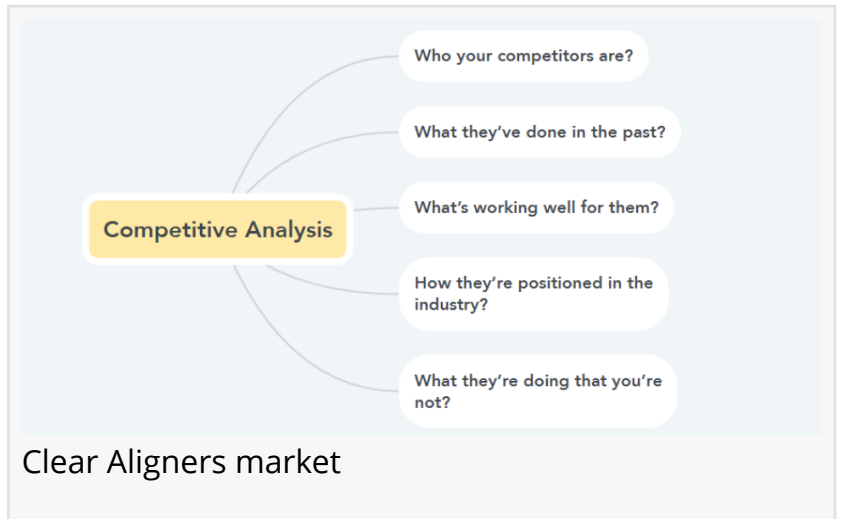 Who your competitors are?
What they’ve done in the past?
What’s working well for them?
Competitive Analysis
How they’re positioned in the
industry?
What they’re doing that you’re
not?
Clear Aligners market